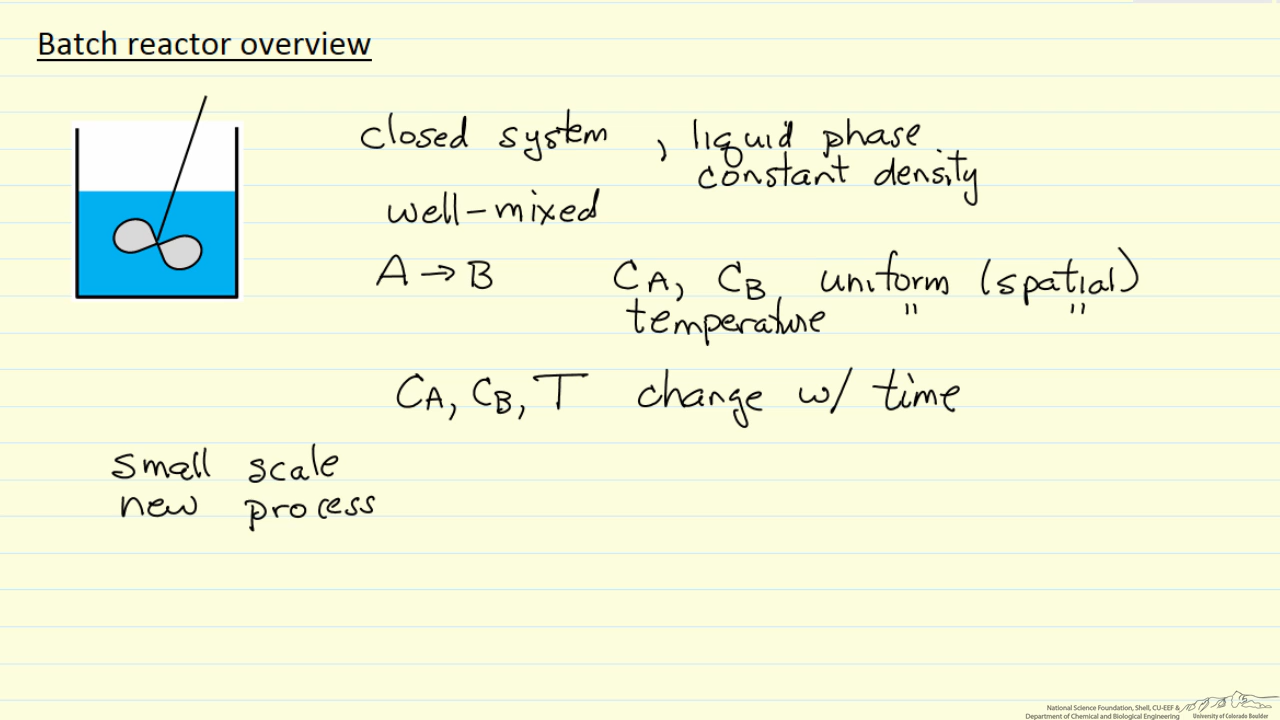 Batch reactor overview
closed system, liquid phase
constant density
well-mixed
A → B CA, CB uniform (spatial)
temperature " "
CA, CB, T change w/ time
small scale
new process
National Science Foundation, Shell, CU-EEF &
Department of Chemical and Biological Engineering University of Colorado Boulder